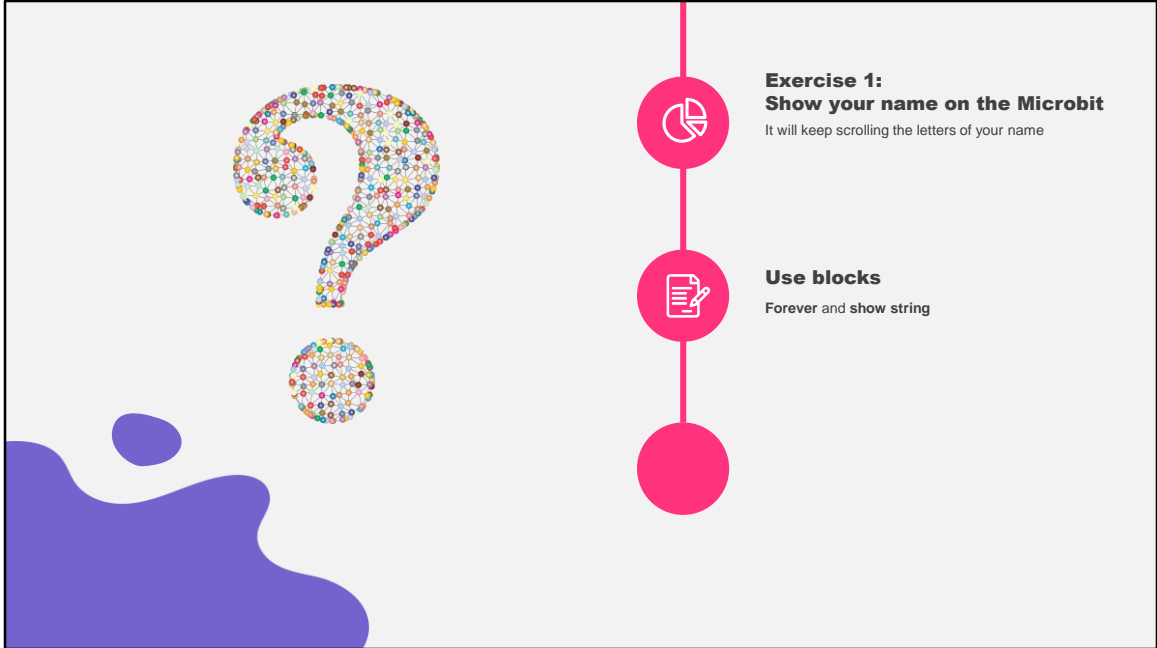 Exercise 1:
Show your name on the Microbit
It will keep scrolling the letters of your name
Use blocks
Forever and show string